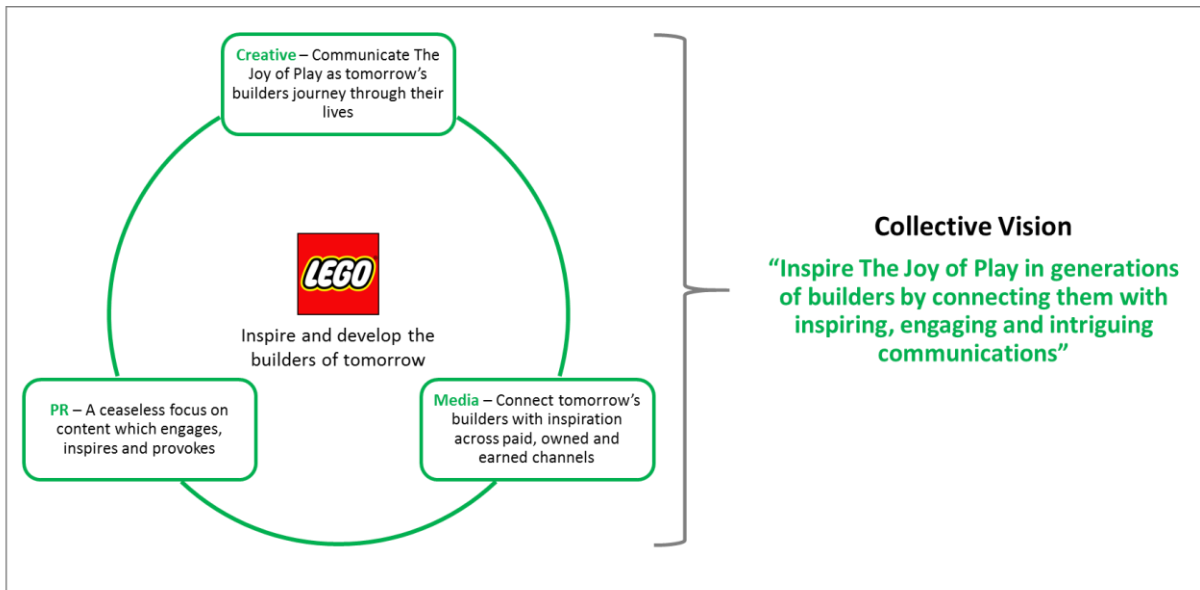 Creative – Communicate The
Joy of Play as tomorrow's
builders journey through their
lives
LEGO
Inspire and develop the
builders of tomorrow
PR – A ceaseless focus on
content which engages,
inspires and provokes
Media – Connect tomorrow's
builders with inspiration
across paid, owned and
earned channels
Collective Vision
“Inspire The Joy of Play in generations
of builders by connecting them with
inspiring, engaging and intriguing
communications”